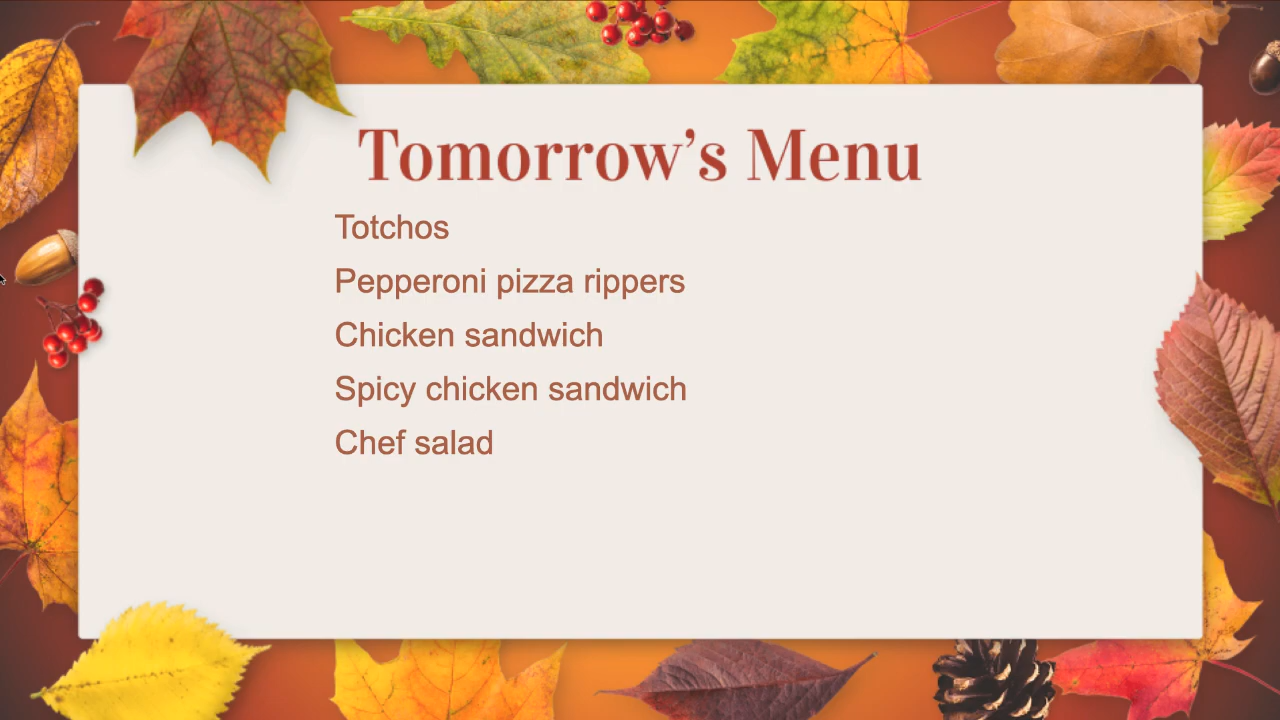 Tomorrow’s Menu
Totchos
Pepperoni pizza rippers
Chicken sandwich
Spicy chicken sandwich
Chef salad